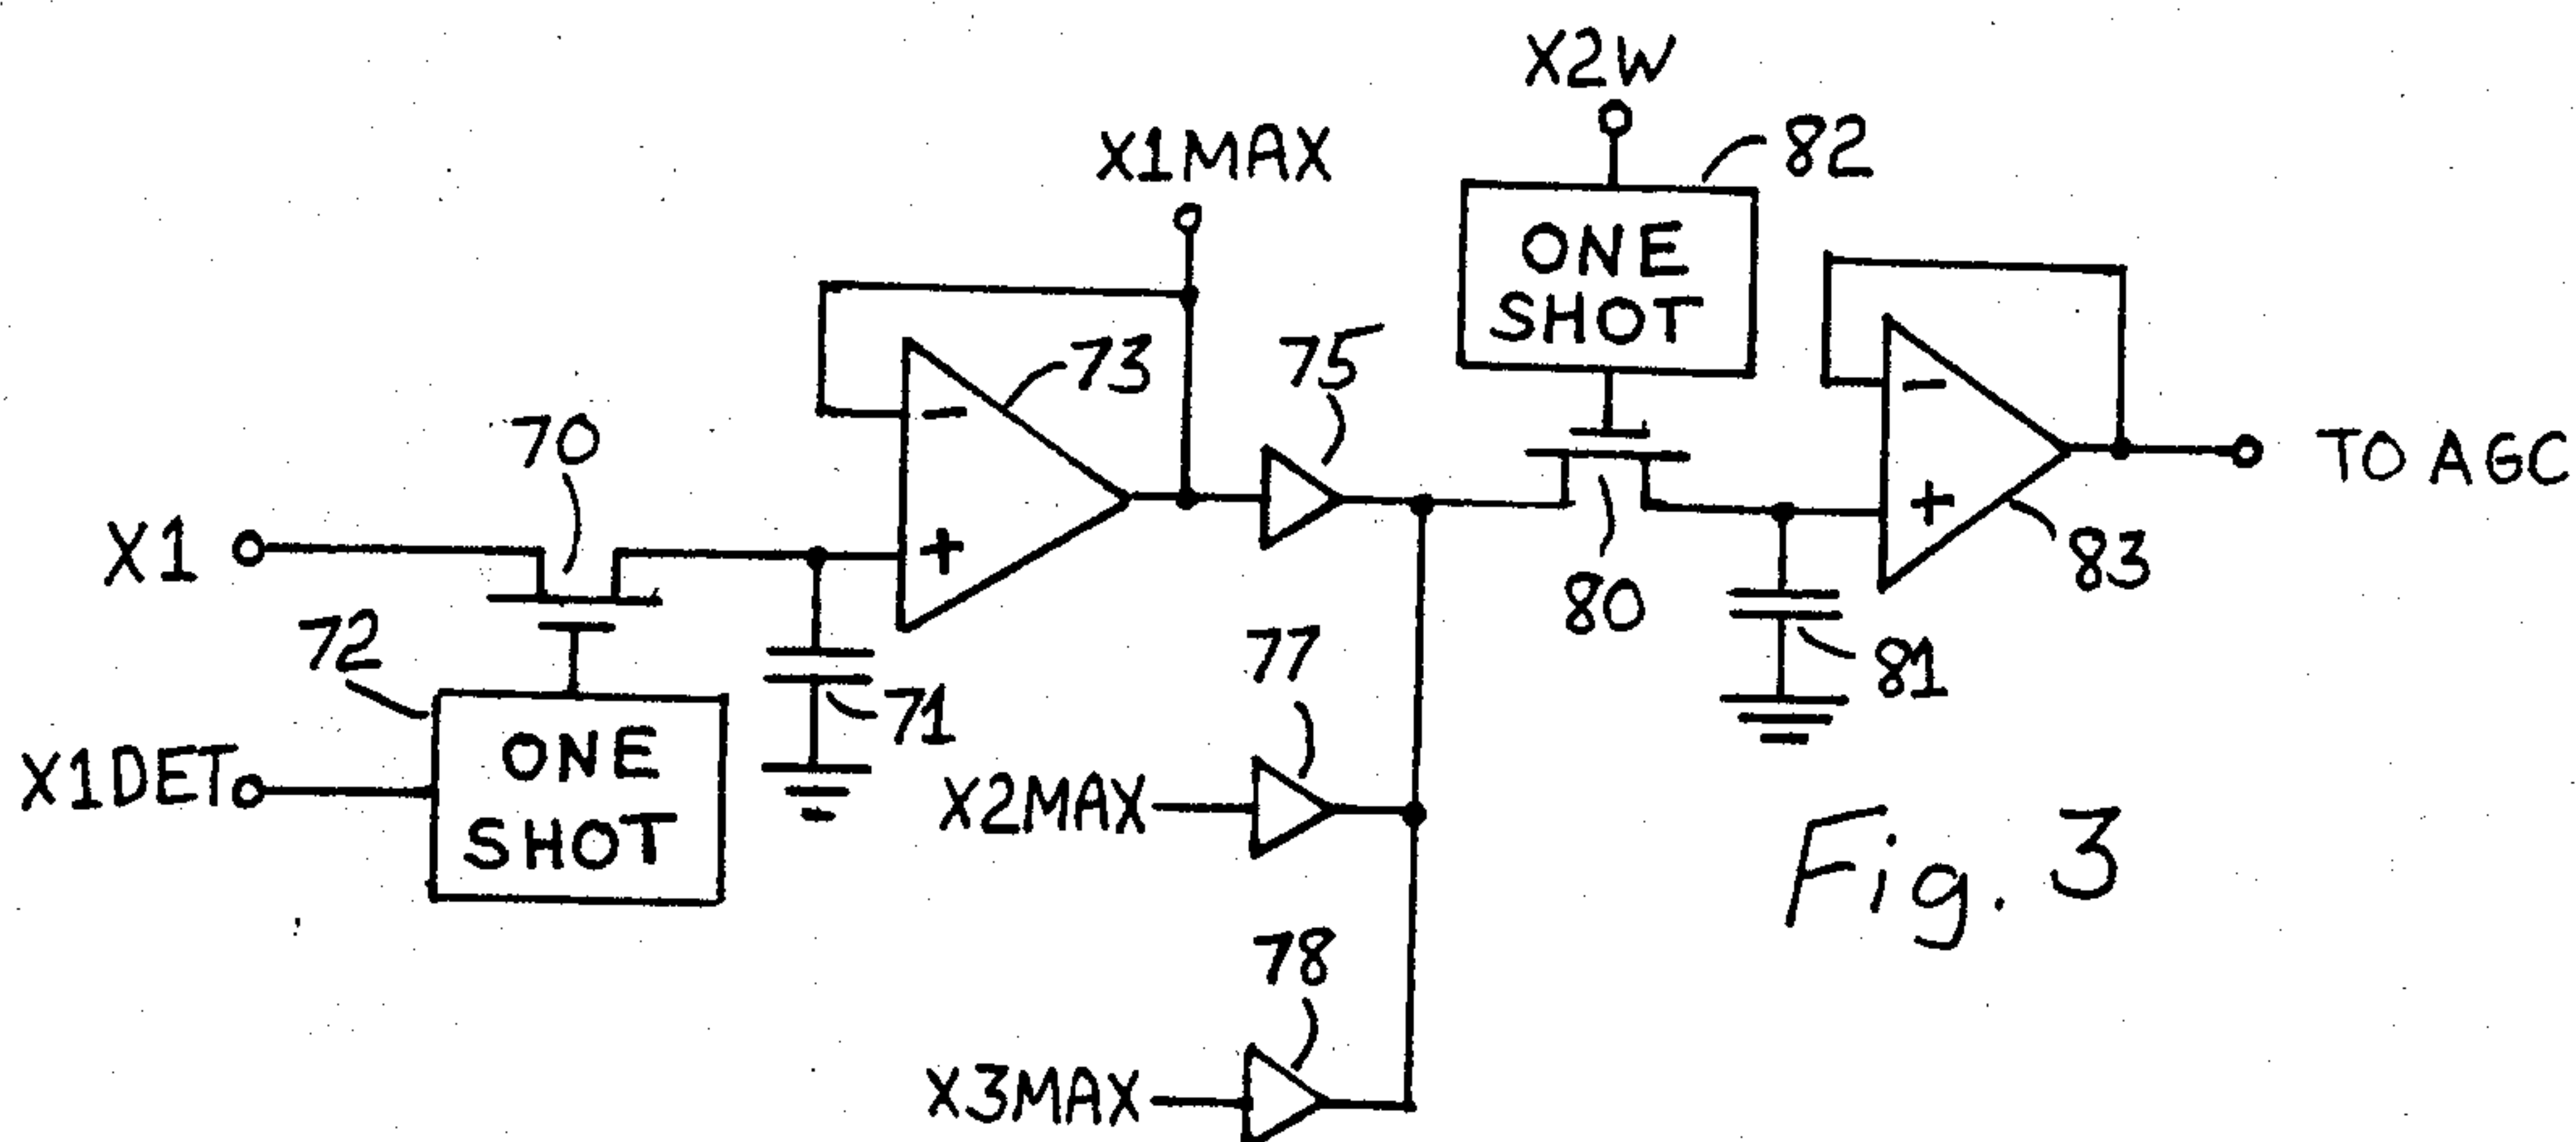 X2W
82
X1MAX
ONE
SHOT
75
73
70
TO AGC
X1
80
83
72
77
81
71
X1DET
ONE
SHOT
X2MAX
Fig. 3
78
X3MAX
-
+
-
+